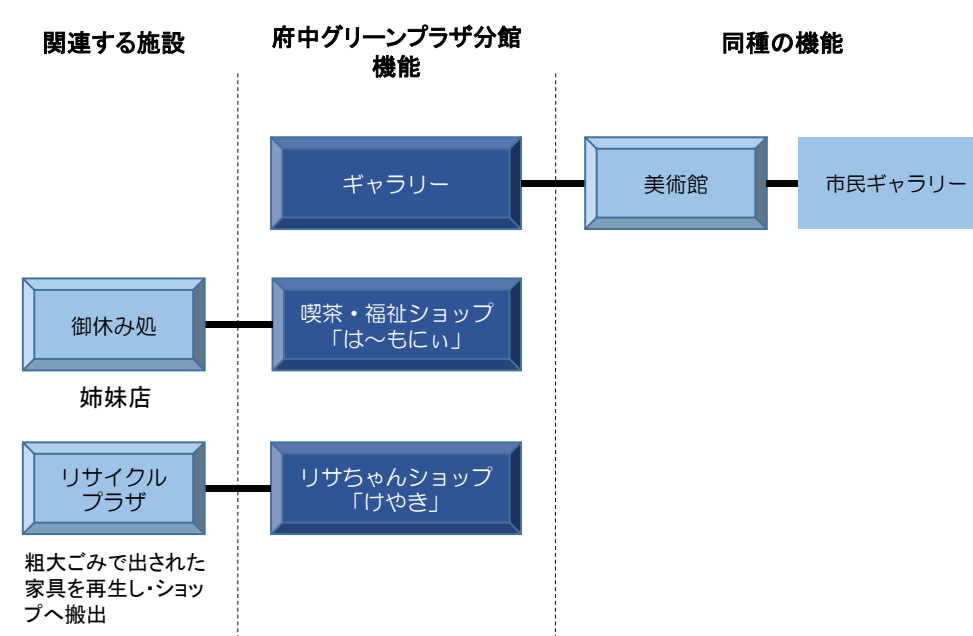 関連する施設
府中グリーンプラザ分館
機能
同種の機能
ギャラリー
美術館
市民ギャラリー
御休み処
喫茶・福祉ショップ
「は～もにぃ」
姉妹店
リサイクル
プラザ
リサちゃんショップ
「けやき」
粗大ごみで出された
家具を再生し・ショッ
プへ搬出